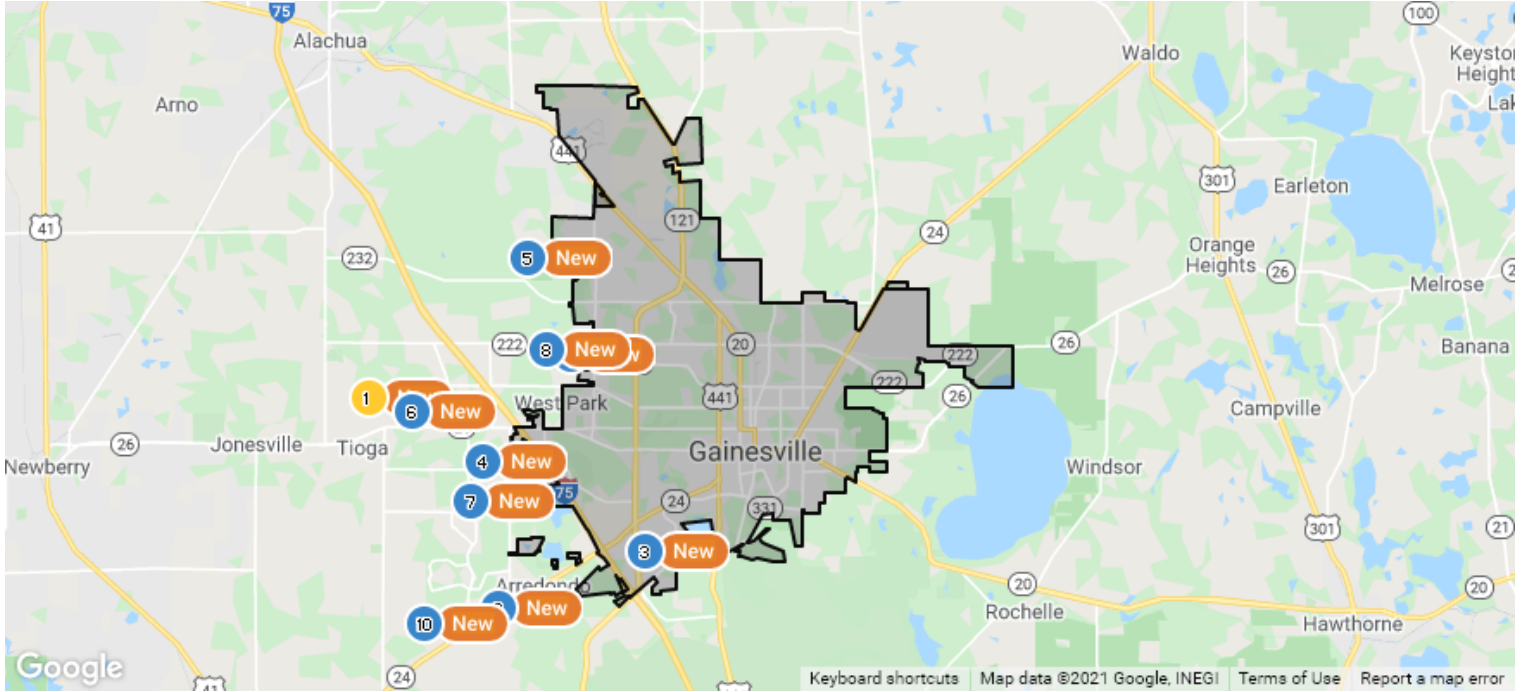 75
100
Alachua
Waldo
Keyston
Height
Lak
Arno
441
301
Earleton
41
121
24
232
5 New
Orange
Heights
26
Melrose
222
8 New
20
26
222
Banana
1
222
6 New
West Park
441
26
Campville
26
Jonesville
Tioga
Gainesville
Newberry
4 New
Windsor
7 New
75
24
331
301
21
3 New
Arredondo
20
20
New
Rochelle
10 New
Hawthorne
24
Google
41
Keyboard shortcuts
Map data ©2021 Google, INEGI
Terms of Use
Report a map error